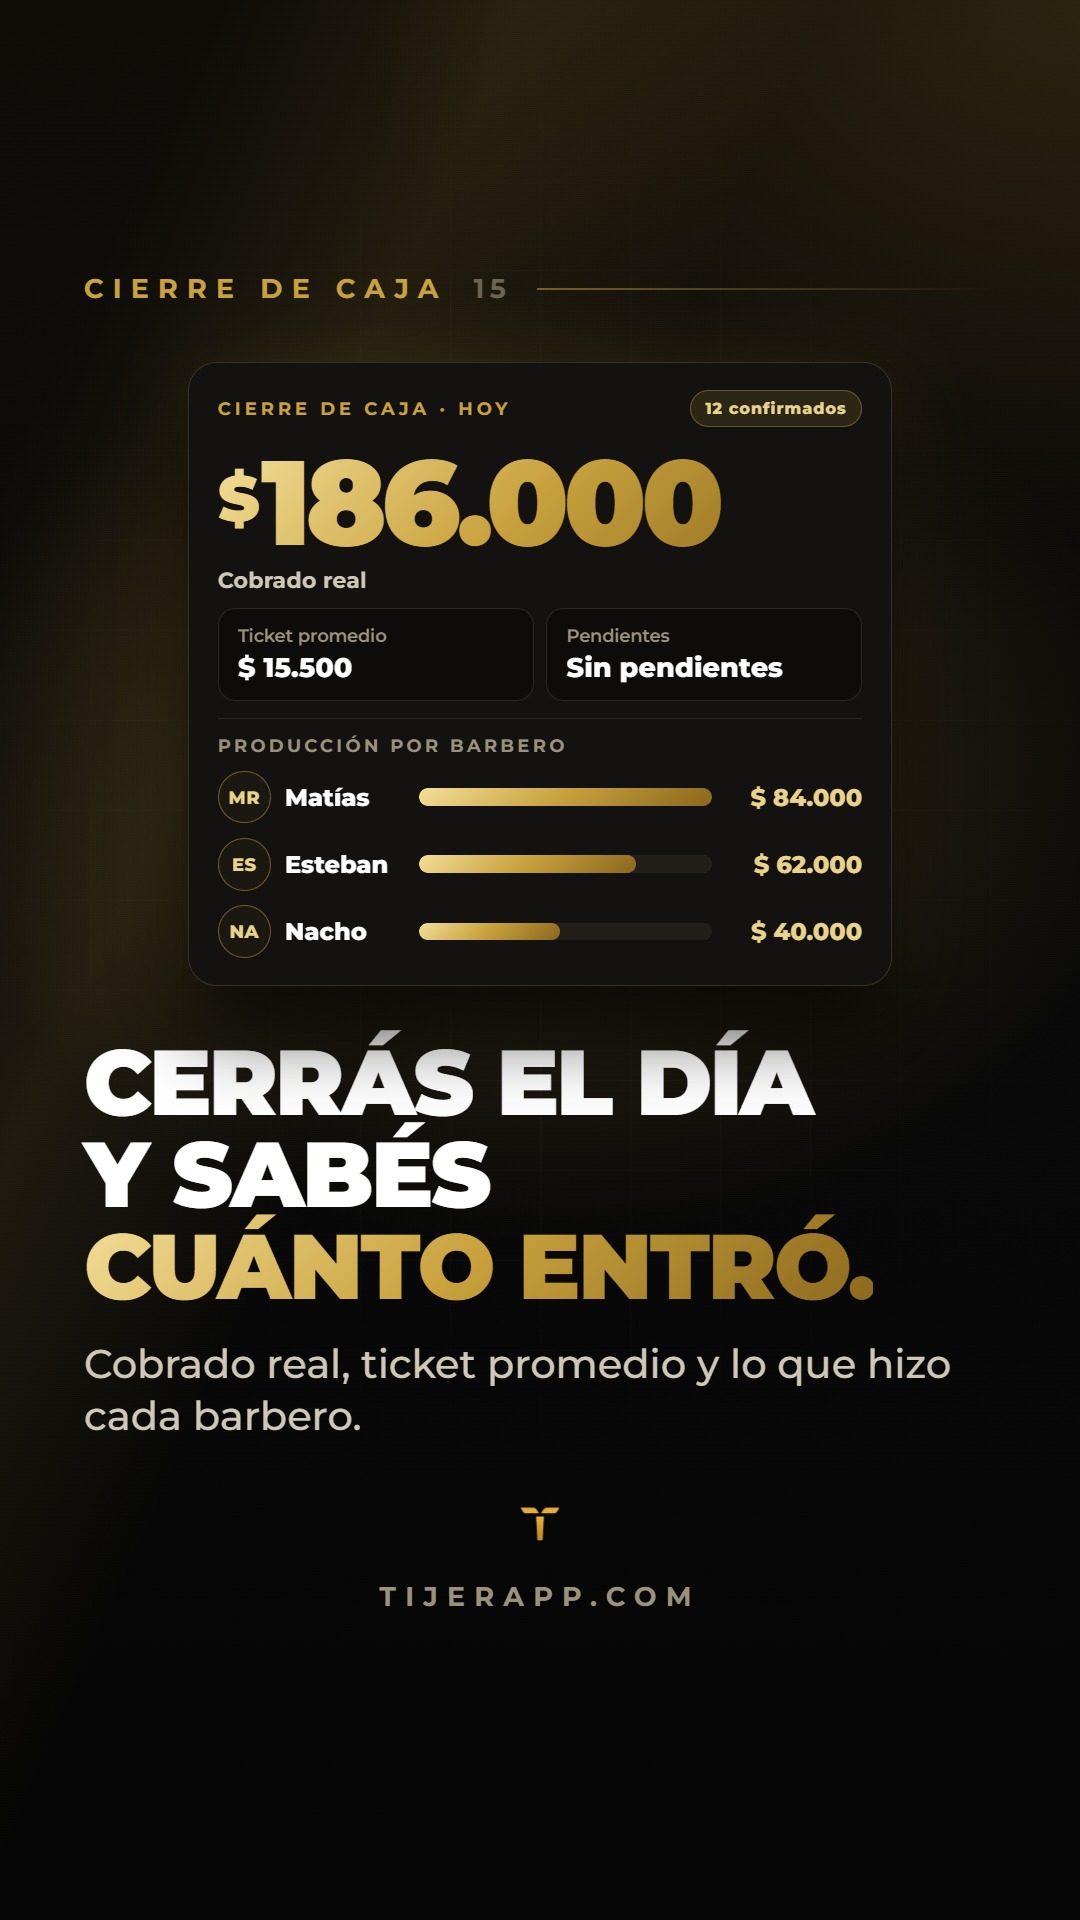 CIERRE DE CAJA 15
CIERRE DE CAJA · HOY
12 confirmados
$186.000
Cobrado real
Ticket promedio
$ 15.500
Pendientes
Sin pendientes
PRODUCCIÓN POR BARBERO
MR Matías $ 84.000
ES Esteban $ 62.000
NA Nacho $ 40.000
CERRÁS EL DÍA
Y SABÉS
CUÁNTO ENTRÓ.
Cobrado real, ticket promedio y lo que hizo
cada barbero.
TIJERAPP.COM